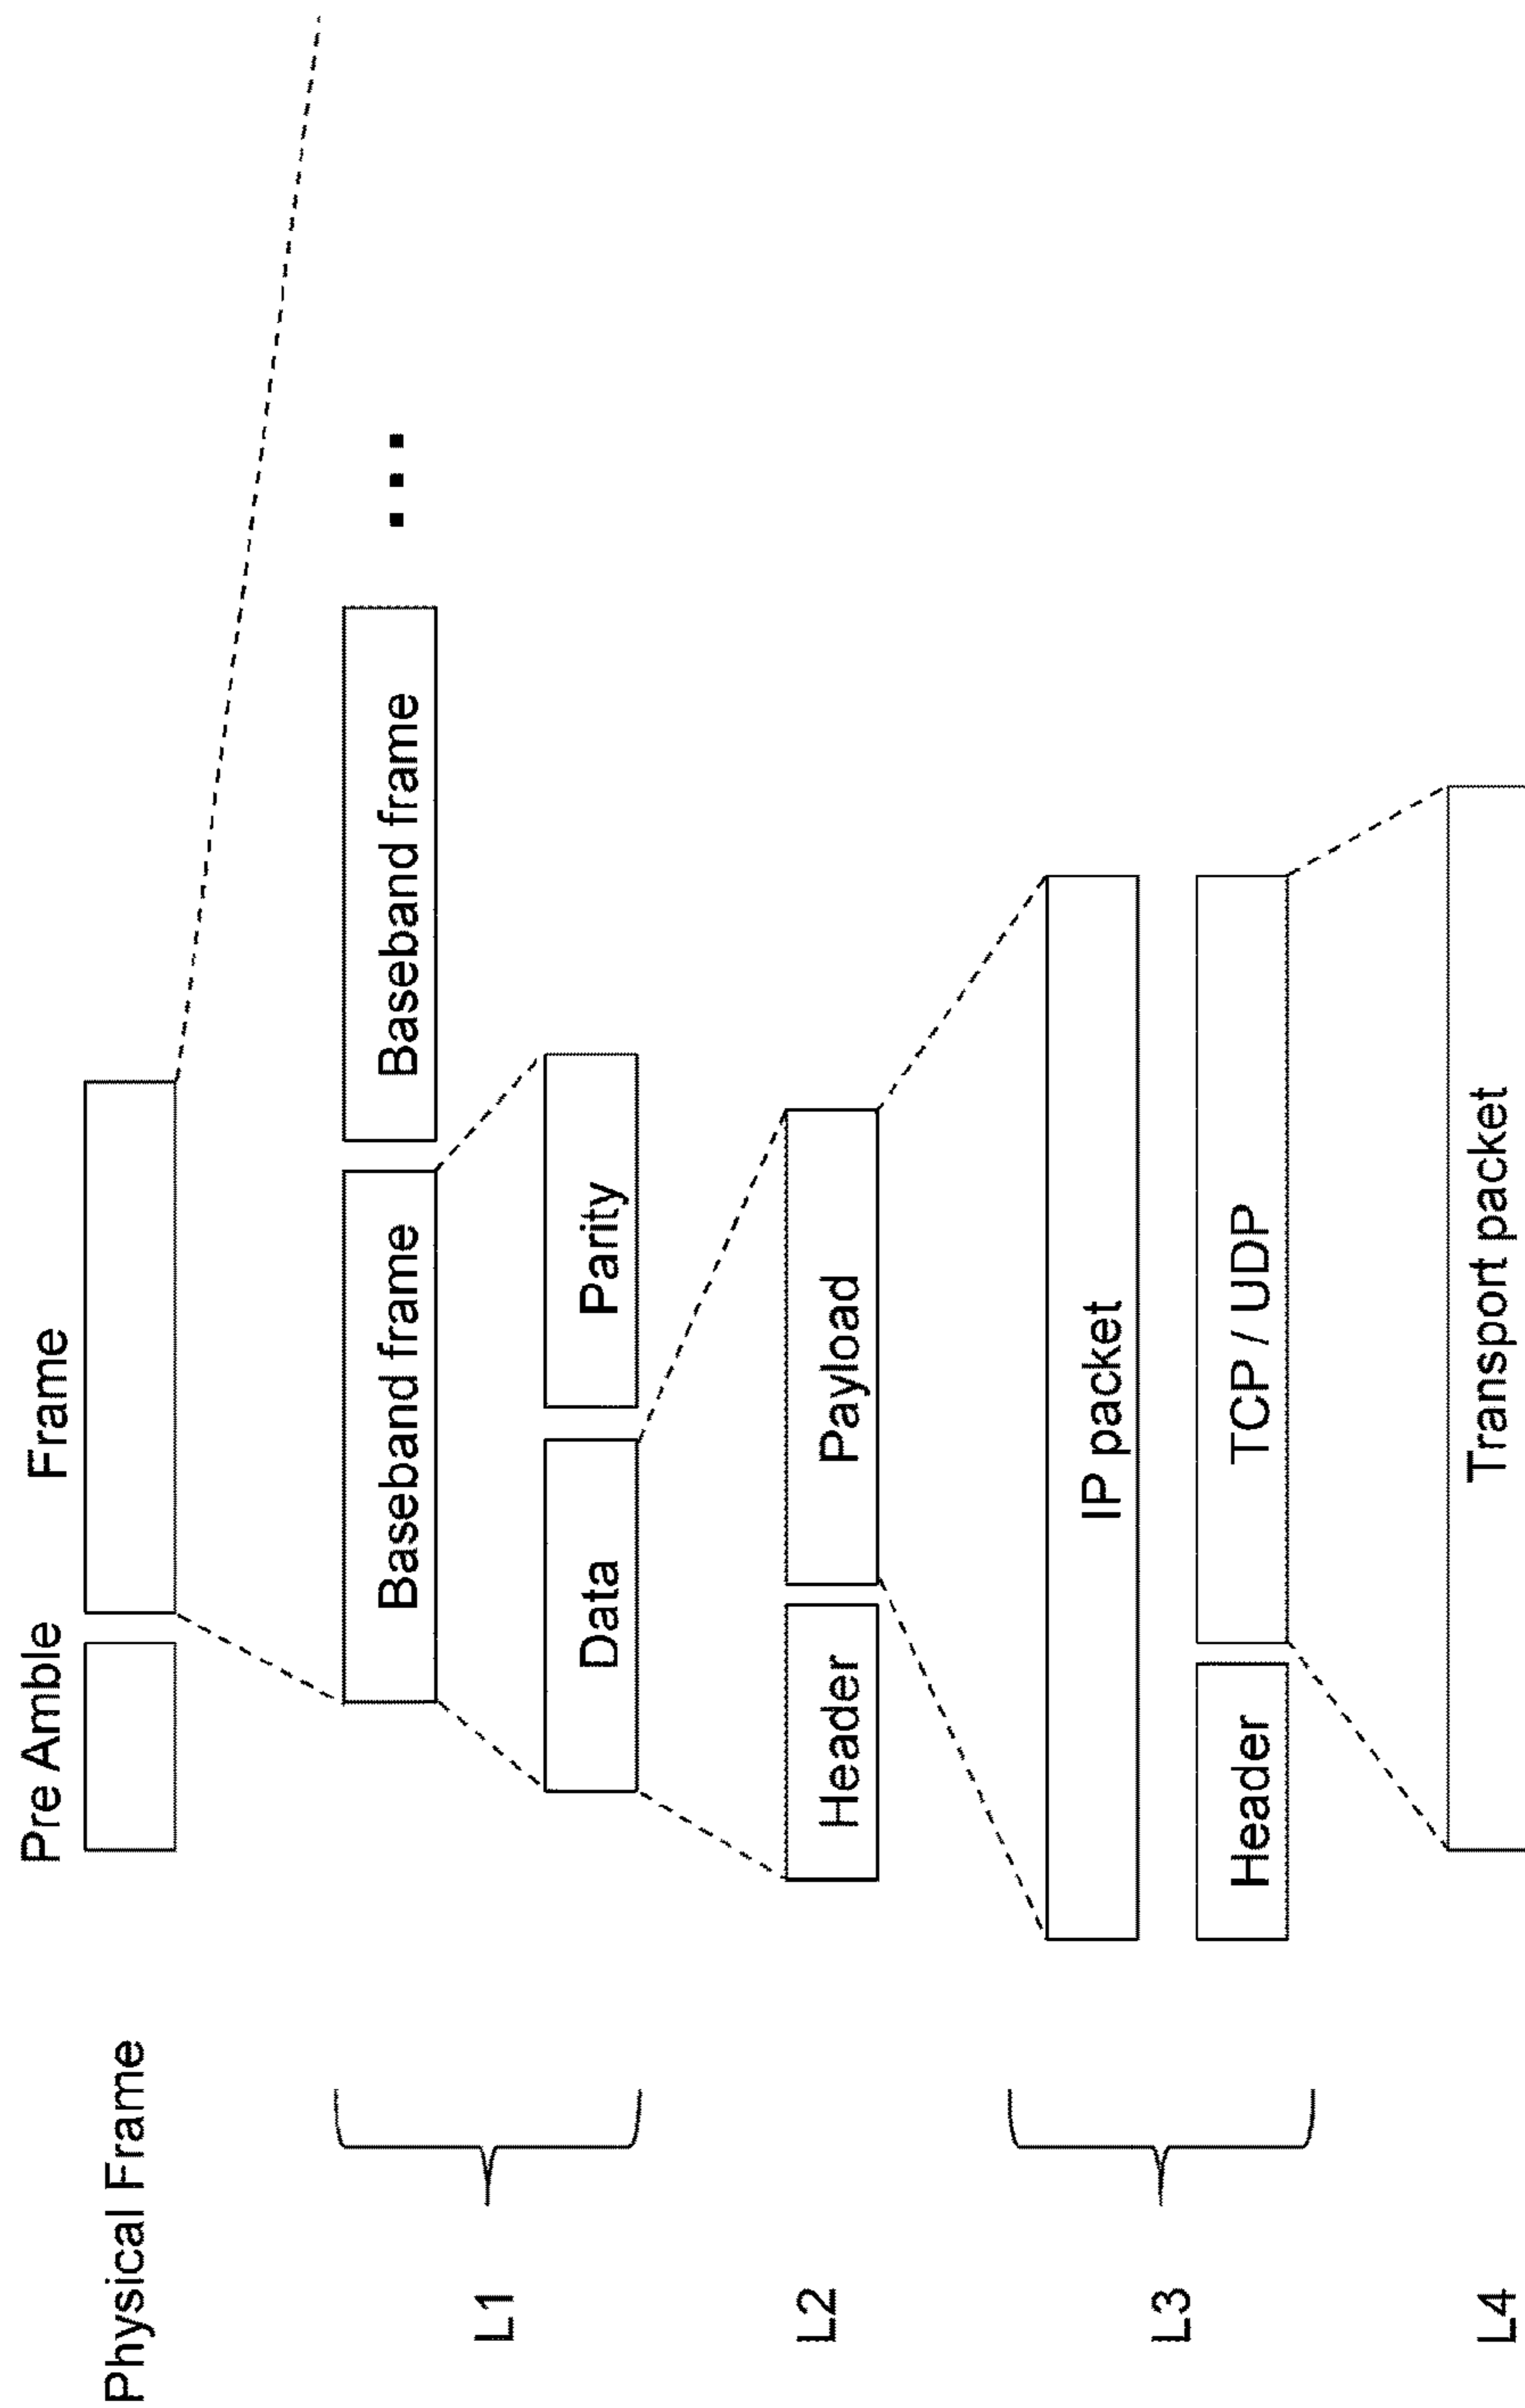 Pre Amble
Frame
Physical Frame
Baseband frame
Baseband frame
...
L1
Data
Parity
L2
Header
Payload
IP packet
L3
Header
TCP / UDP
L4
Transport packet